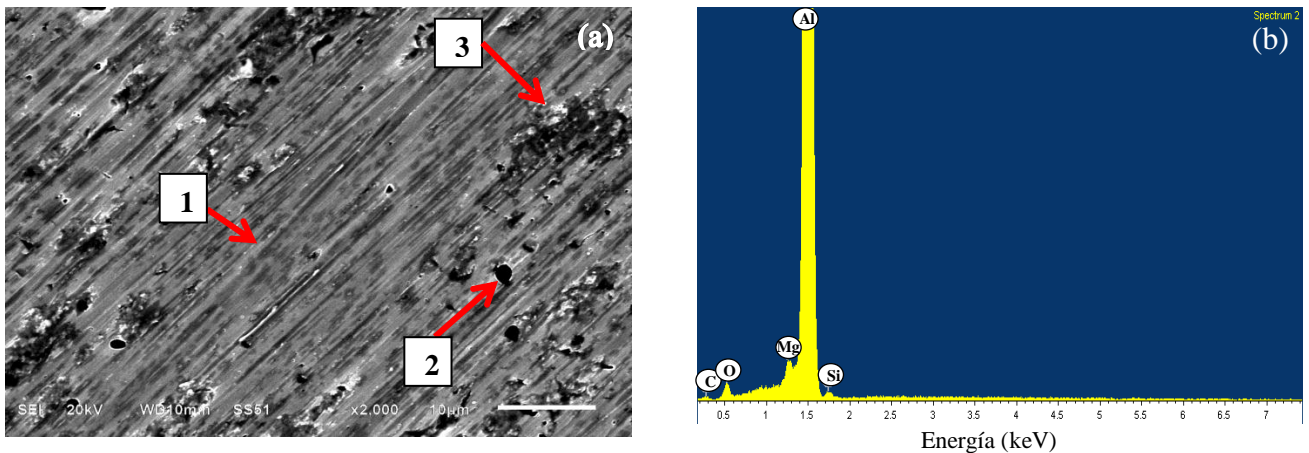 (a)
3
1
2
SEI 20kV WD10mm SS51 x2,000 10μm
Spectrum 2
(b)
Al
Mg
O
C
Si
0.5 1 1.5 2 2.5 3 3.5 4 4.5 5 5.5 6 6.5 7
Energía (keV)